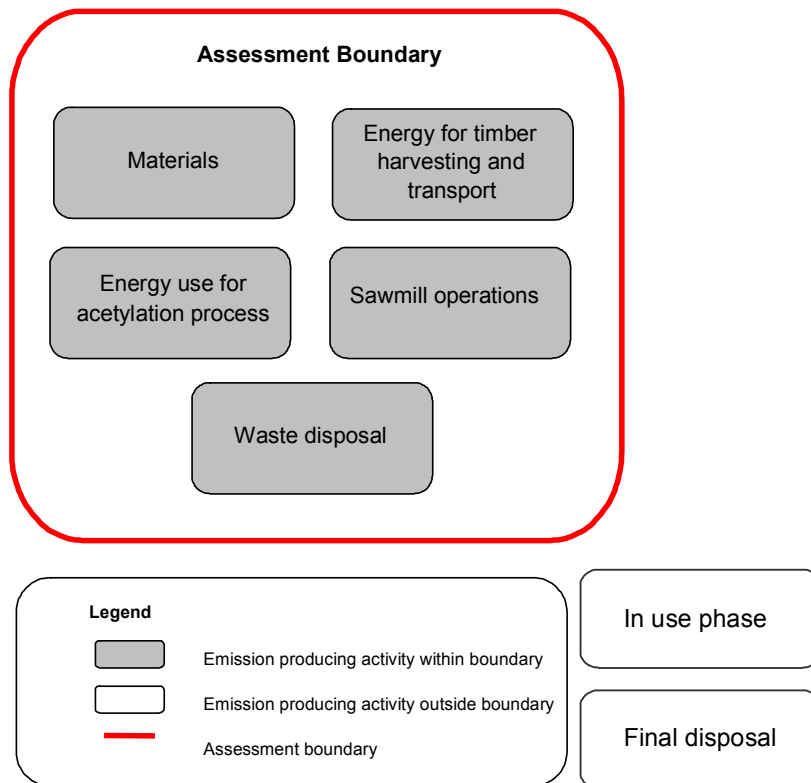 Assessment Boundary
Materials
Energy for timber
harvesting and
transport
Energy use for
acetylation process
Sawmill operations
Waste disposal
Legend
Emission producing activity within boundary
Emission producing activity outside boundary
Assessment boundary
In use phase
Final disposal